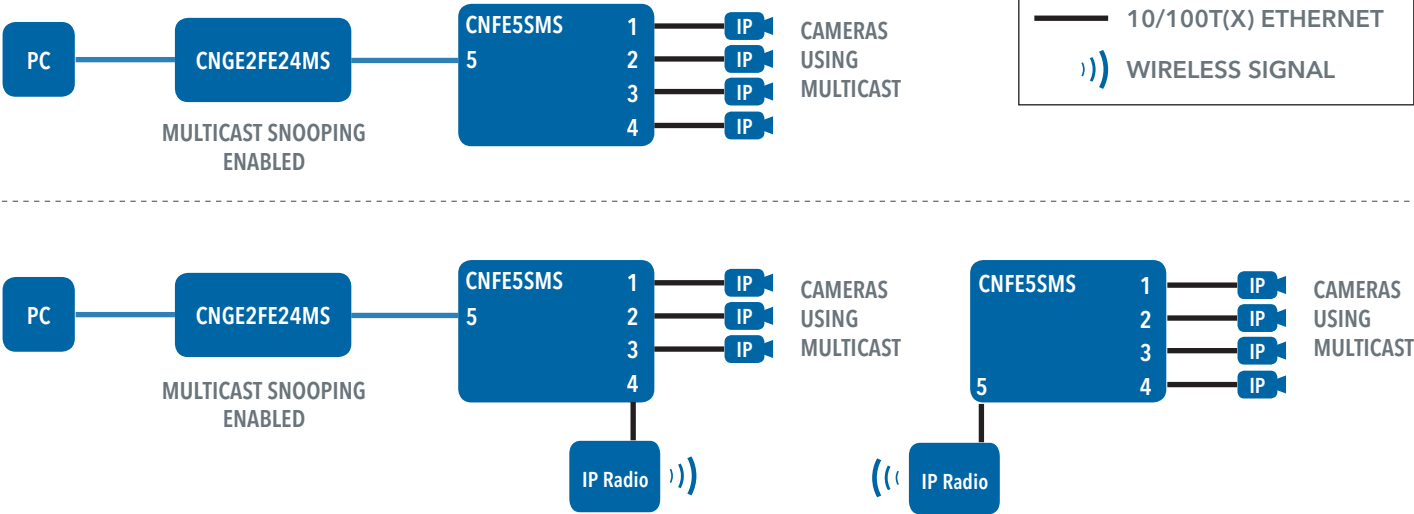 PC
CNGE2FE24MS
MULTICAST SNOOPING
ENABLED
CNFE5SMS
5
1
2
3
4
IP
IP
IP
IP
CAMERAS
USING
MULTICAST
10/100T(X) ETHERNET
WIRELESS SIGNAL
PC
CNGE2FE24MS
MULTICAST SNOOPING
ENABLED
CNFE5SMS
5
1
2
3
4
IP
IP
IP
CAMERAS
USING
MULTICAST
IP Radio
CNFE5SMS
1
2
3
4
5
IP
IP
IP
IP
CAMERAS
USING
MULTICAST
IP Radio